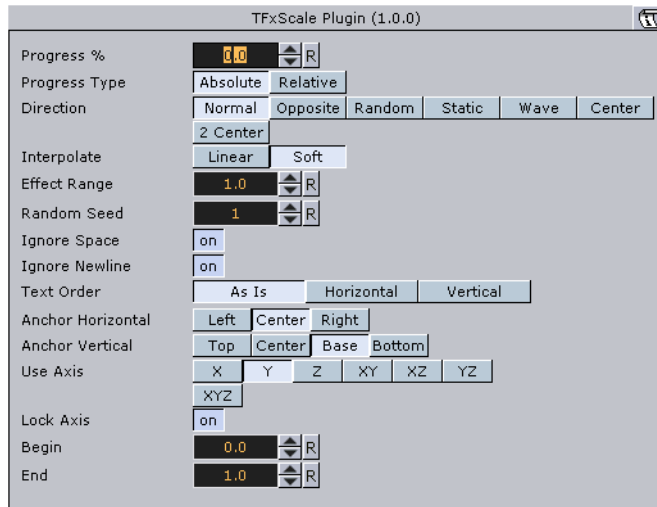 TFxScale Plugin (1.0.0)
Progress % 0.0 R
Progress Type Absolute Relative
Direction Normal Opposite Random Static Wave Center
2 Center
Interpolate Linear Soft
Effect Range 1.0 R
Random Seed 1 R
Ignore Space on
Ignore Newline on
Text Order As Is Horizontal Vertical
Anchor Horizontal Left Center Right
Anchor Vertical Top Center Base Bottom
Use Axis X Y Z XY XZ YZ
XYZ
Lock Axis on
Begin 0.0 R
End 1.0 R